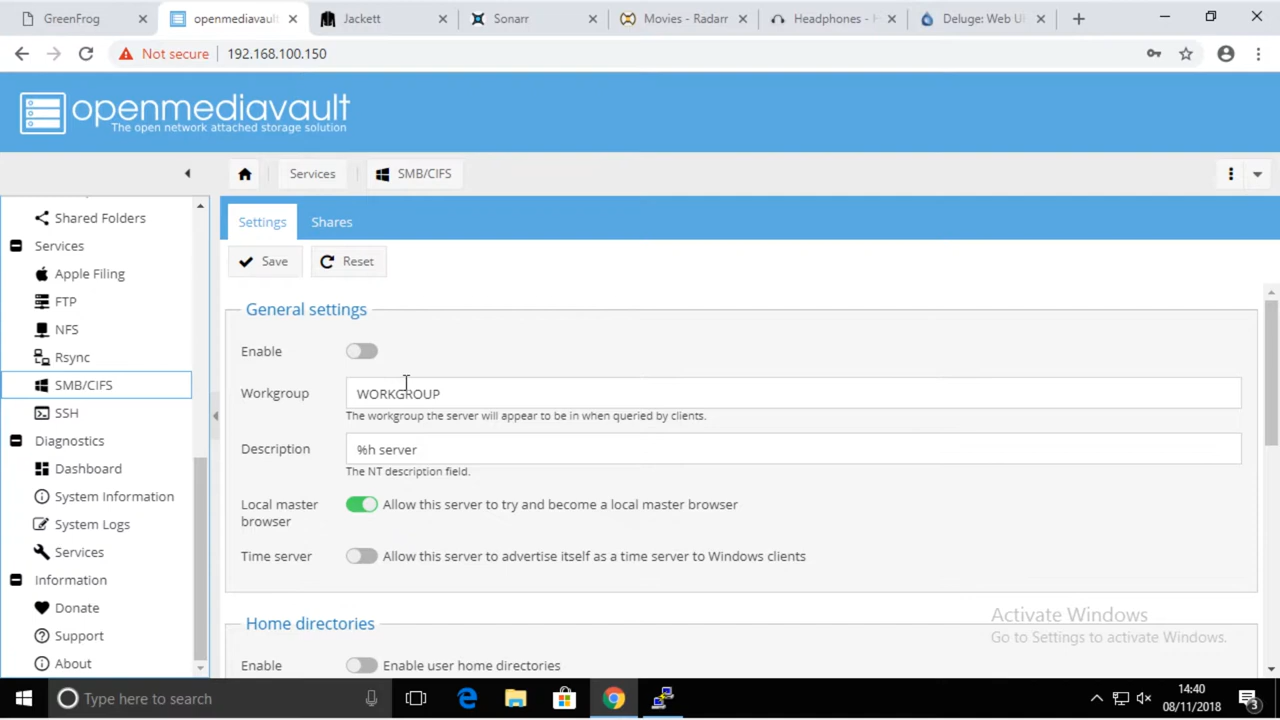 GreenFrog
openmediavault
Jackett
Sonarr
Movies - Radarr
Headphones -
Deluge: Web U
Not secure
192.168.100.150
openmediavault
The open network attached storage solution
Services
SMB/CIFS
Shared Folders
Services
Apple Filing
FTP
NFS
Rsync
SMB/CIFS
SSH
Diagnostics
Dashboard
System Information
System Logs
Services
Information
Donate
Support
About
Settings
Shares
Save
Reset
General settings
Enable
Workgroup
WORKGROUP
The workgroup the server will appear to be in when queried by clients.
Description
%h server
The NT description field.
Local master
browser
Allow this server to try and become a local master browser
Time server
Allow this server to advertise itself as a time server to Windows clients
Home directories
Enable
Enable user home directories
Activate Windows
Go to Settings to activate Windows.
Type here to search
14:40
08/11/2018
3